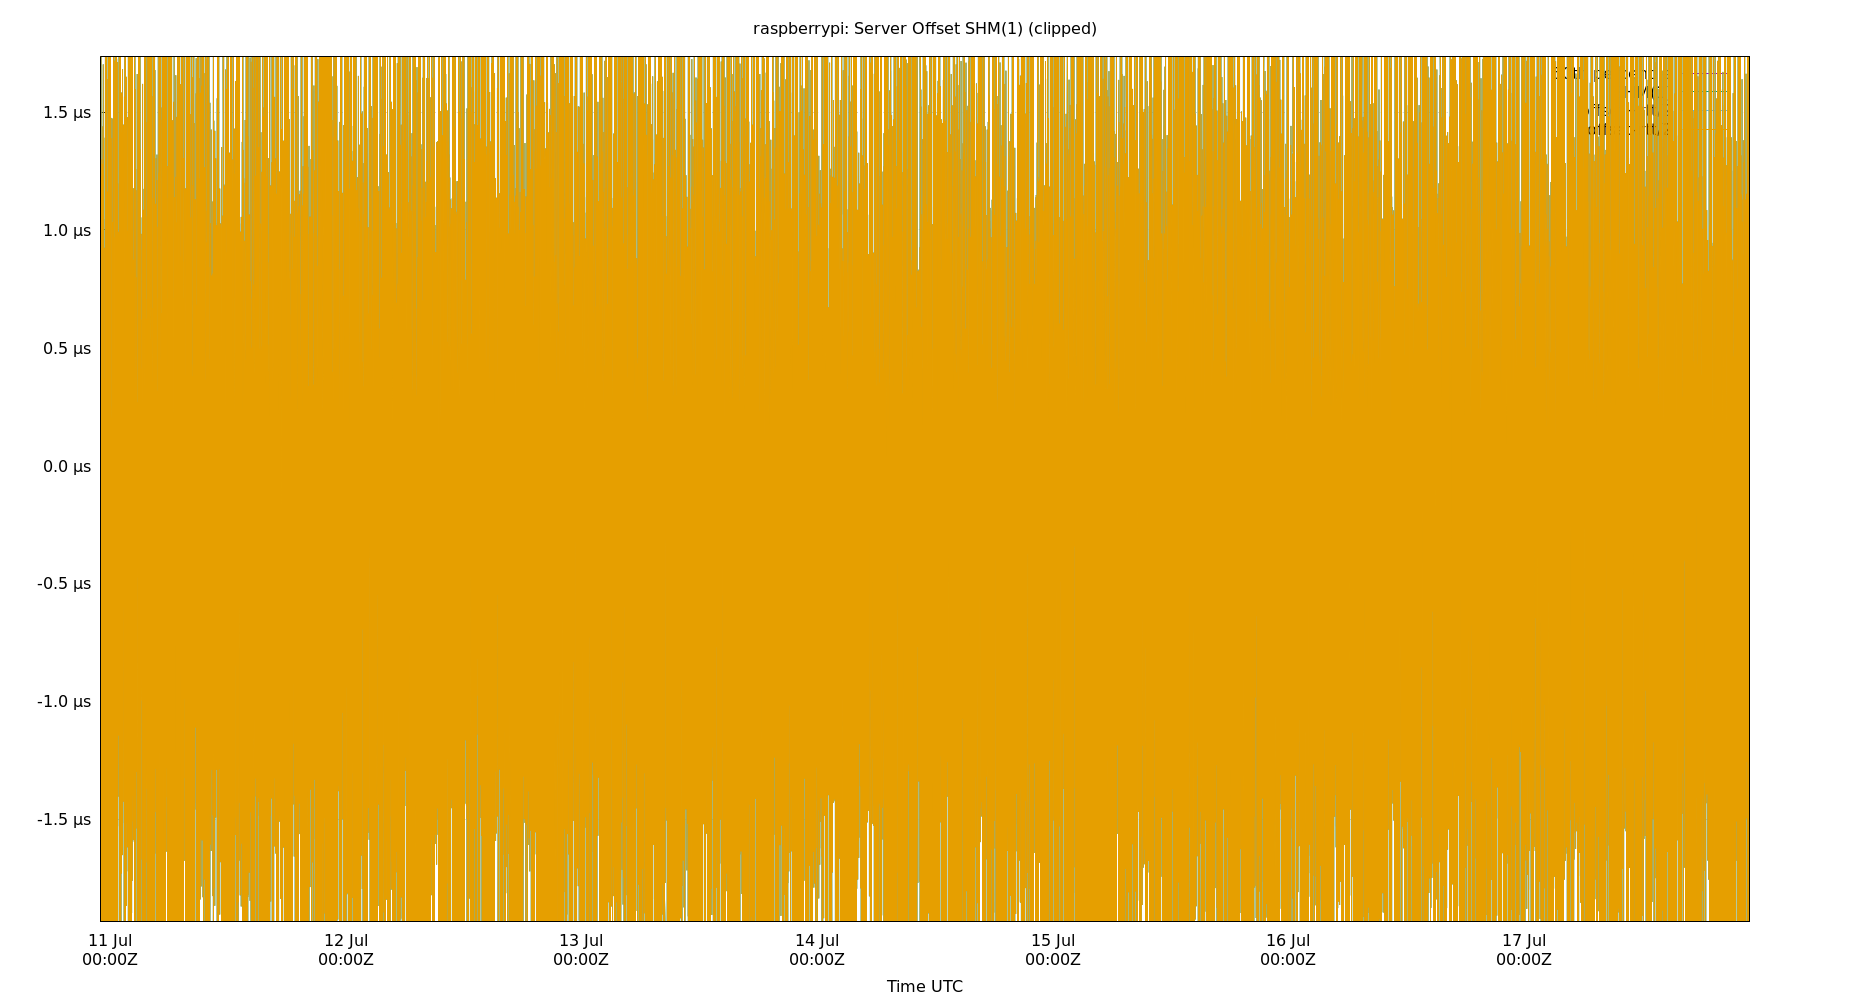 raspberrypi: Server Offset SHM(1) (clipped)
1.5 µs
1.0 µs
0.5 µs
0.0 µs
-0.5 µs
-1.0 µs
-1.5 µs
11 Jul 12 Jul 13 Jul 14 Jul 15 Jul 16 Jul 17 Jul
00:00Z 00:00Z 00:00Z 00:00Z 00:00Z 00:00Z 00:00Z
Time UTC